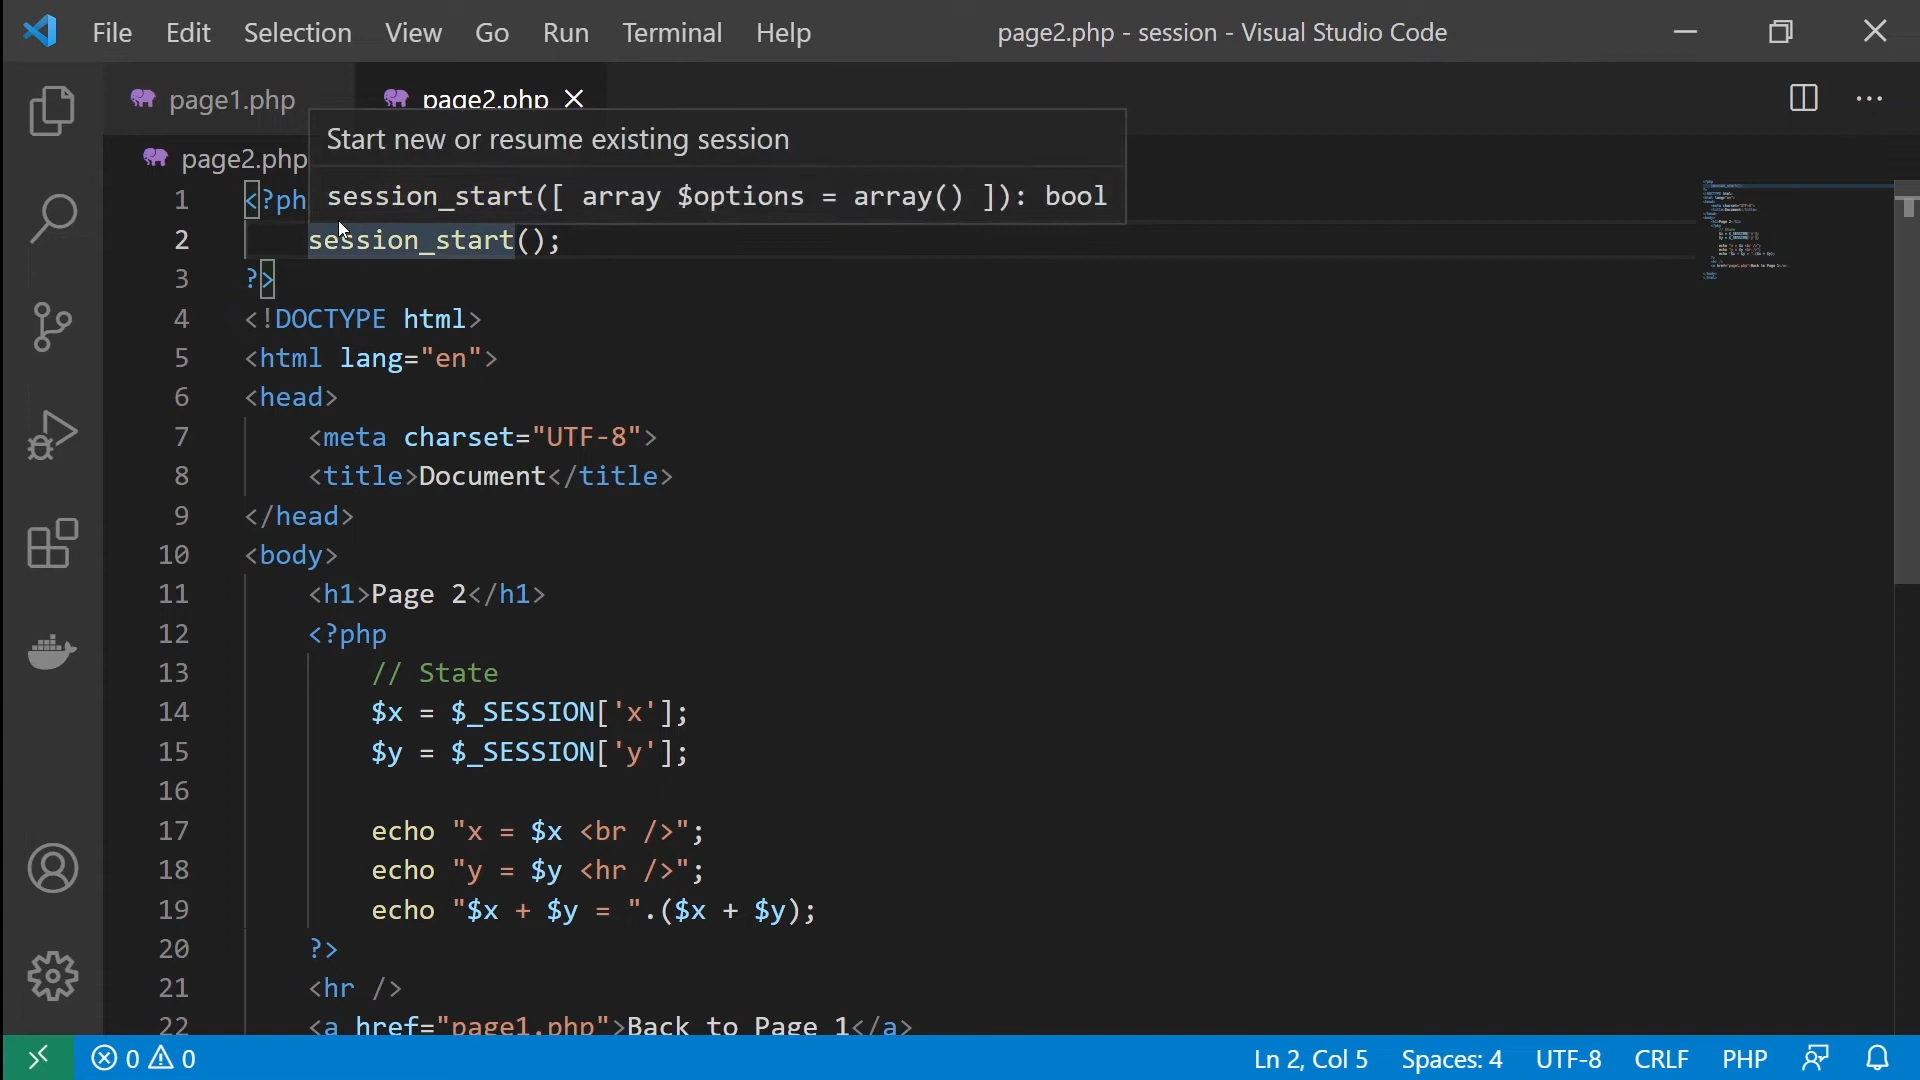 File Edit Selection View Go Run Terminal Help page2.php - session - Visual Studio Code
page1.php page2.php
page2.php
Start new or resume existing session
session_start([ array $options = array() ]): bool
1 <?ph
2 session_start();
3 ?>
4 <!DOCTYPE html>
5 <html lang="en">
6 <head>
7 <meta charset="UTF-8">
8 <title>Document</title>
9 </head>
10 <body>
11 <h1>Page 2</h1>
12 <?php
13 // State
14 $x = $_SESSION['x'];
15 $y = $_SESSION['y'];
16
17 echo "x = $x <br />";
18 echo "y = $y <hr />";
19 echo "$x + $y = ".($x + $y);
20 ?>
21 <hr />
22 <a href="page1.php">Back to Page 1</a>
0 0 Ln 2, Col 5 Spaces: 4 UTF-8 CRLF PHP